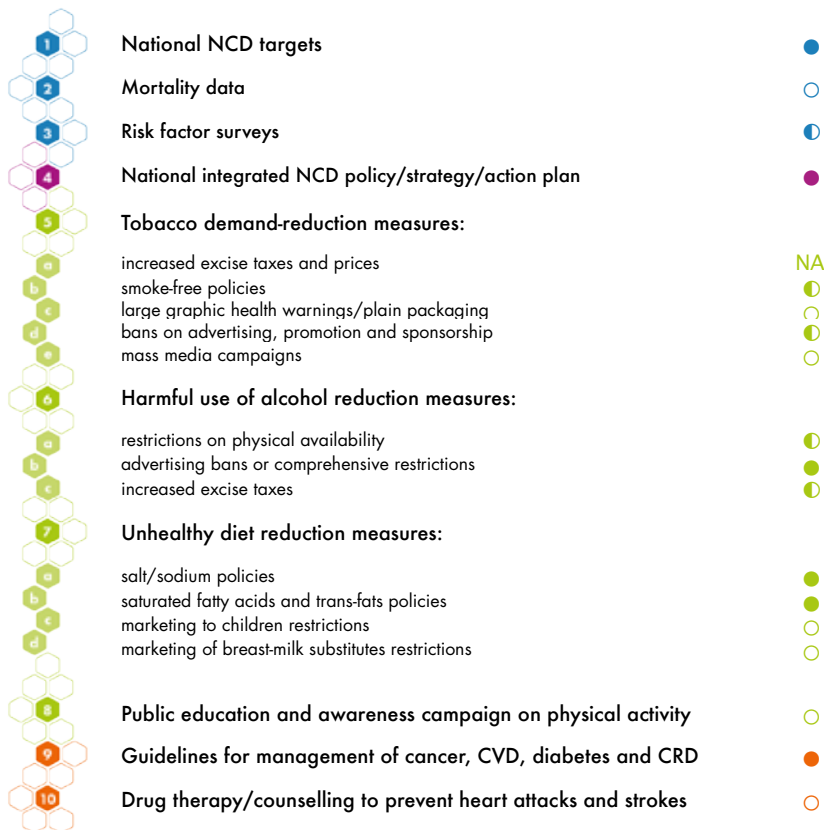 1 National NCD targets ●
2 Mortality data ○
3 Risk factor surveys ◐
4 National integrated NCD policy/strategy/action plan ●
5 Tobacco demand-reduction measures:
a increased excise taxes and prices NA
b smoke-free policies ◐
c large graphic health warnings/plain packaging ○
d bans on advertising, promotion and sponsorship ◐
e mass media campaigns ○
6 Harmful use of alcohol reduction measures:
a restrictions on physical availability ◐
b advertising bans or comprehensive restrictions ●
c increased excise taxes ◐
7 Unhealthy diet reduction measures:
a salt/sodium policies ●
b saturated fatty acids and trans-fats policies ●
c marketing to children restrictions ○
d marketing of breast-milk substitutes restrictions ○
8 Public education and awareness campaign on physical activity ○
9 Guidelines for management of cancer, CVD, diabetes and CRD ●
10 Drug therapy/counselling to prevent heart attacks and strokes ○